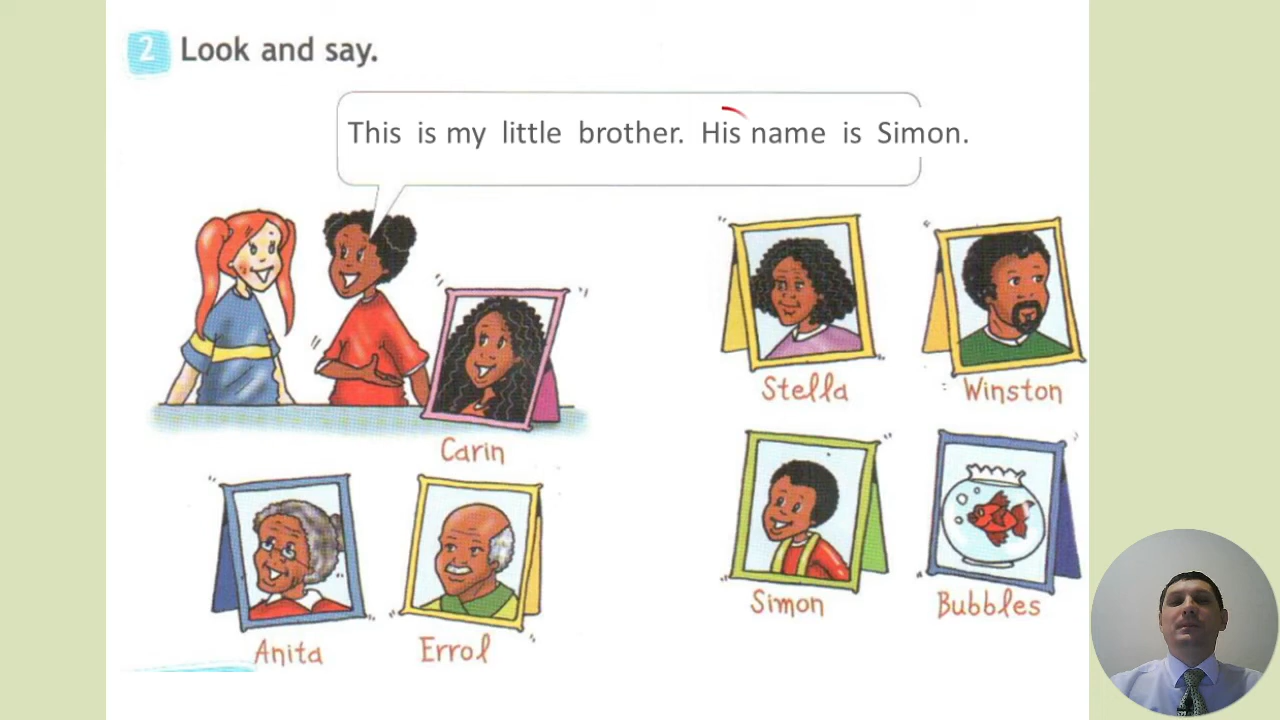 2 Look and say.
This is my little brother. His name is Simon.
Stella
Winston
Carin
Simon
Bubbles
Anita
Errol